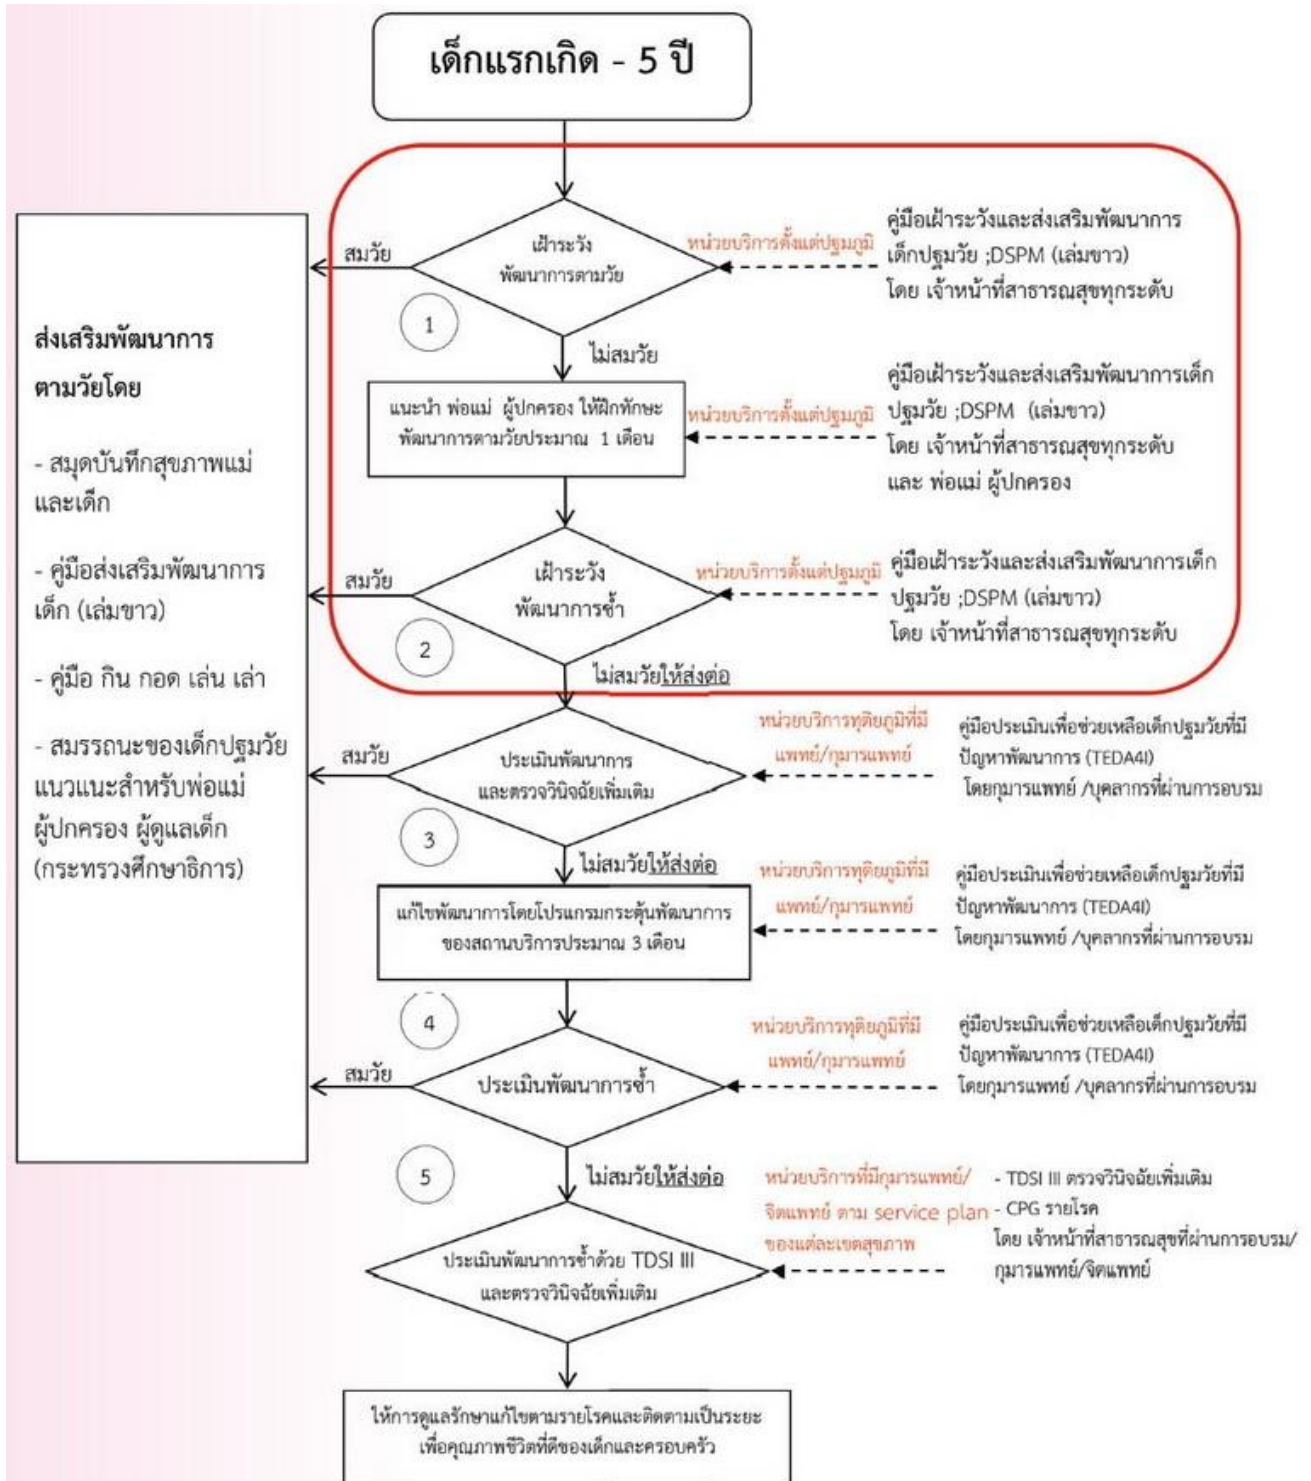 เด็กแรกเกิด - 5 ปี
เฝ้าระวัง
พัฒนาการตามวัย
สมวัย
1
หน่วยบริการตั้งแต่ปฐมภูมิ
คู่มือเฝ้าระวังและส่งเสริมพัฒนาการ
เด็กปฐมวัย ;DSPM (เล่มขาว)
โดย เจ้าหน้าที่สาธารณสุขทุกระดับ
ไม่สมวัย
แนะนำ พ่อแม่ ผู้ปกครอง ให้ฝึกทักษะ
พัฒนาการตามวัยประมาณ 1 เดือน
หน่วยบริการตั้งแต่ปฐมภูมิ
คู่มือเฝ้าระวังและส่งเสริมพัฒนาการเด็ก
ปฐมวัย ;DSPM (เล่มขาว)
โดย เจ้าหน้าที่สาธารณสุขทุกระดับ
และ พ่อแม่ ผู้ปกครอง
เฝ้าระวัง
พัฒนาการซ้ำ
สมวัย
2
หน่วยบริการตั้งแต่ปฐมภูมิ
คู่มือเฝ้าระวังและส่งเสริมพัฒนาการเด็ก
ปฐมวัย ;DSPM (เล่มขาว)
โดย เจ้าหน้าที่สาธารณสุขทุกระดับ
ไม่สมวัยให้ส่งต่อ
ส่งเสริมพัฒนาการ
ตามวัยโดย
- สมุดบันทึกสุขภาพแม่
และเด็ก
- คู่มือส่งเสริมพัฒนาการ
เด็ก (เล่มขาว)
- คู่มือ กิน กอด เล่น เล่า
- สมรรถนะของเด็กปฐมวัย
แนวแนะสำหรับพ่อแม่
ผู้ปกครอง ผู้ดูแลเด็ก
(กระทรวงศึกษาธิการ)
ประเมินพัฒนาการ
และตรวจวินิจฉัยเพิ่มเติม
สมวัย
3
หน่วยบริการทุติยภูมิที่มี
แพทย์/กุมารแพทย์
คู่มือประเมินเพื่อช่วยเหลือเด็กปฐมวัยที่มี
ปัญหาพัฒนาการ (TEDA4I)
โดยกุมารแพทย์ /บุคลากรที่ผ่านการอบรม
ไม่สมวัยให้ส่งต่อ
แก้ไขพัฒนาการโดยโปรแกรมกระตุ้นพัฒนาการ
ของสถานบริการประมาณ 3 เดือน
หน่วยบริการทุติยภูมิที่มี
แพทย์/กุมารแพทย์
คู่มือประเมินเพื่อช่วยเหลือเด็กปฐมวัยที่มี
ปัญหาพัฒนาการ (TEDA4I)
โดยกุมารแพทย์ /บุคลากรที่ผ่านการอบรม
4
ประเมินพัฒนาการซ้ำ
สมวัย
หน่วยบริการทุติยภูมิที่มี
แพทย์/กุมารแพทย์
คู่มือประเมินเพื่อช่วยเหลือเด็กปฐมวัยที่มี
ปัญหาพัฒนาการ (TEDA4I)
โดยกุมารแพทย์ /บุคลากรที่ผ่านการอบรม
5
ไม่สมวัยให้ส่งต่อ
ประเมินพัฒนาการซ้ำด้วย TDSI III
และตรวจวินิจฉัยเพิ่มเติม
หน่วยบริการที่มีกุมารแพทย์/
จิตแพทย์ ตาม service plan
ของแต่ละเขตสุขภาพ
- TDSI III ตรวจวินิจฉัยเพิ่มเติม
- CPG รายโรค
โดย เจ้าหน้าที่สาธารณสุขที่ผ่านการอบรม/
กุมารแพทย์/จิตแพทย์
ให้การดูแลรักษาแก้ไขตามรายโรคและติดตามเป็นระยะ
เพื่อคุณภาพชีวิตที่ดีของเด็กและครอบครัว